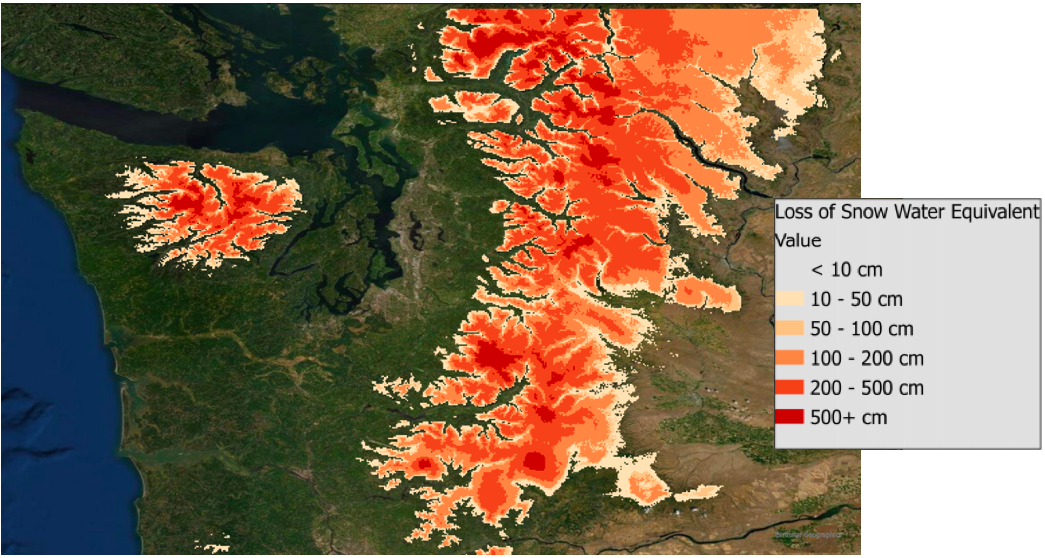 Loss of Snow Water Equivalent
Value
< 10 cm
10 - 50 cm
50 - 100 cm
100 - 200 cm
200 - 500 cm
500+ cm